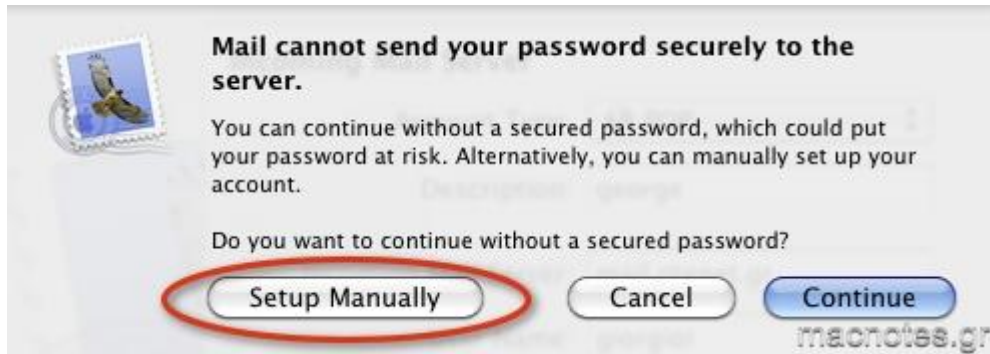 Mail cannot send your password securely to the
server.
You can continue without a secured password, which could put
your password at risk. Alternatively, you can manually set up your
account.
Do you want to continue without a secured password?
Setup Manually
Cancel
Continue
macnotes.gr